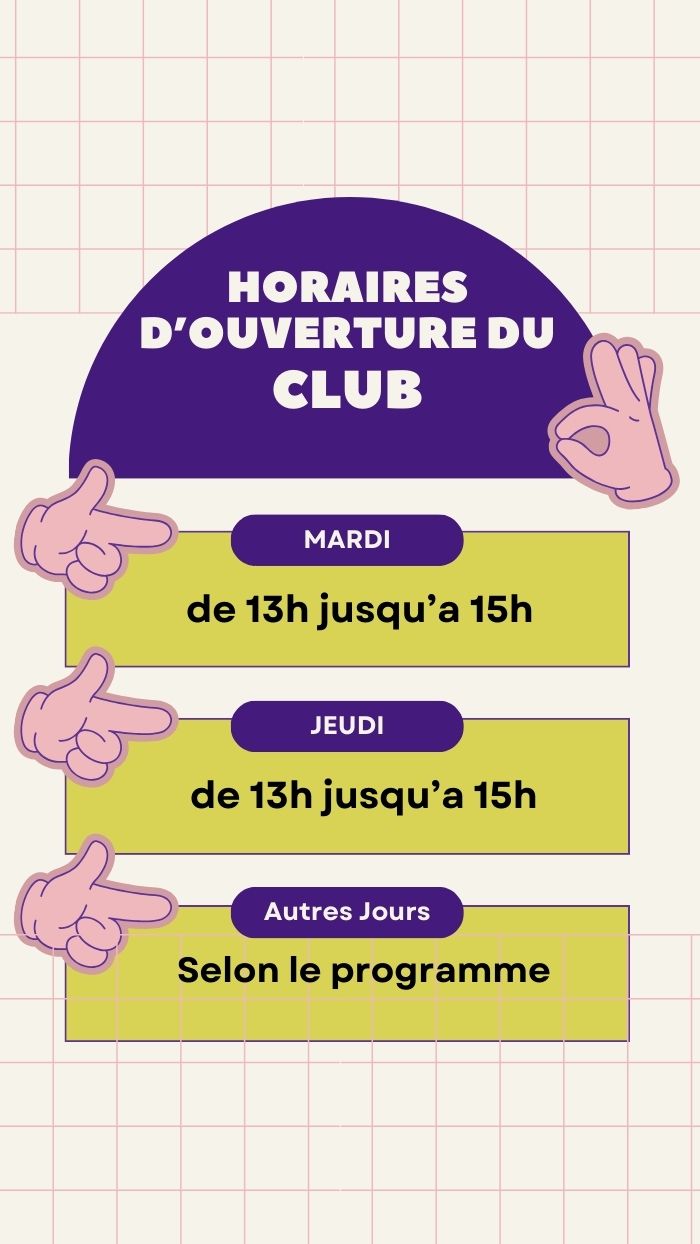 HORAIRES
D’OUVERTURE DU
CLUB
MARDI
de 13h jusqu’a 15h
JEUDI
de 13h jusqu’a 15h
Autres Jours
Selon le programme